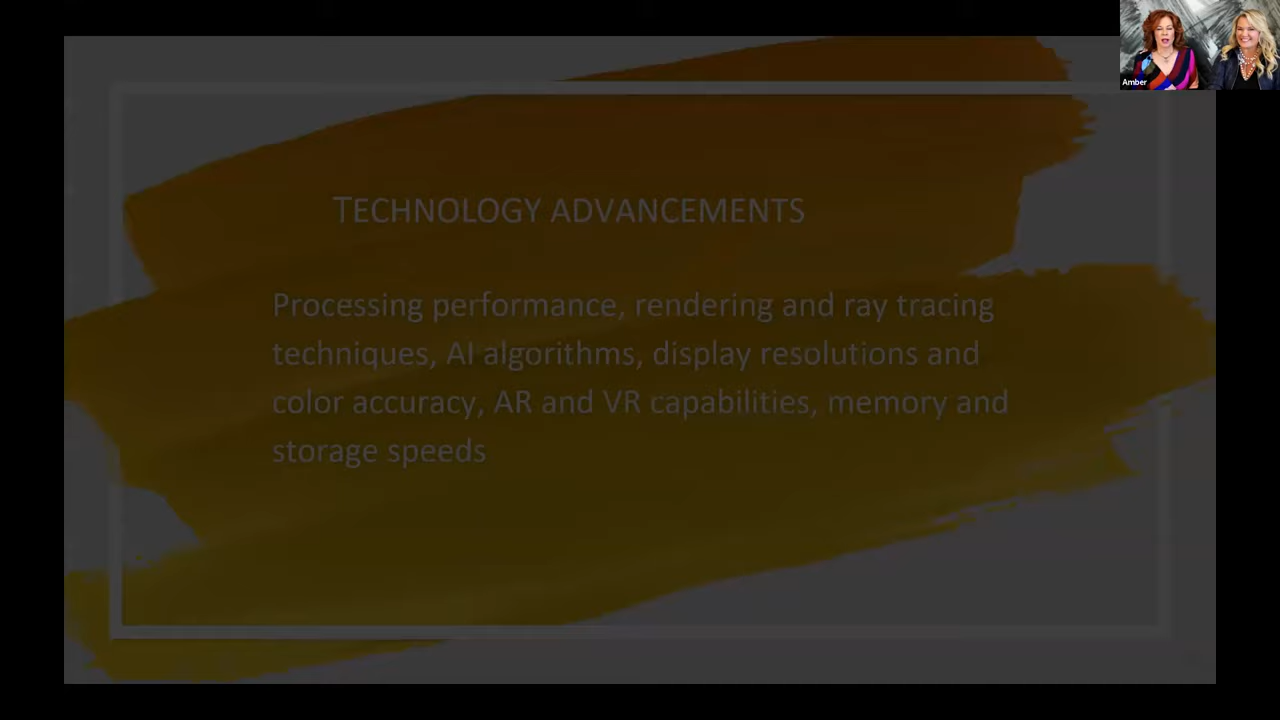 Amber
TECHNOLOGY ADVANCEMENTS
Processing performance, rendering and ray tracing
techniques, AI algorithms, display resolutions and
color accuracy, AR and VR capabilities, memory and
storage speeds